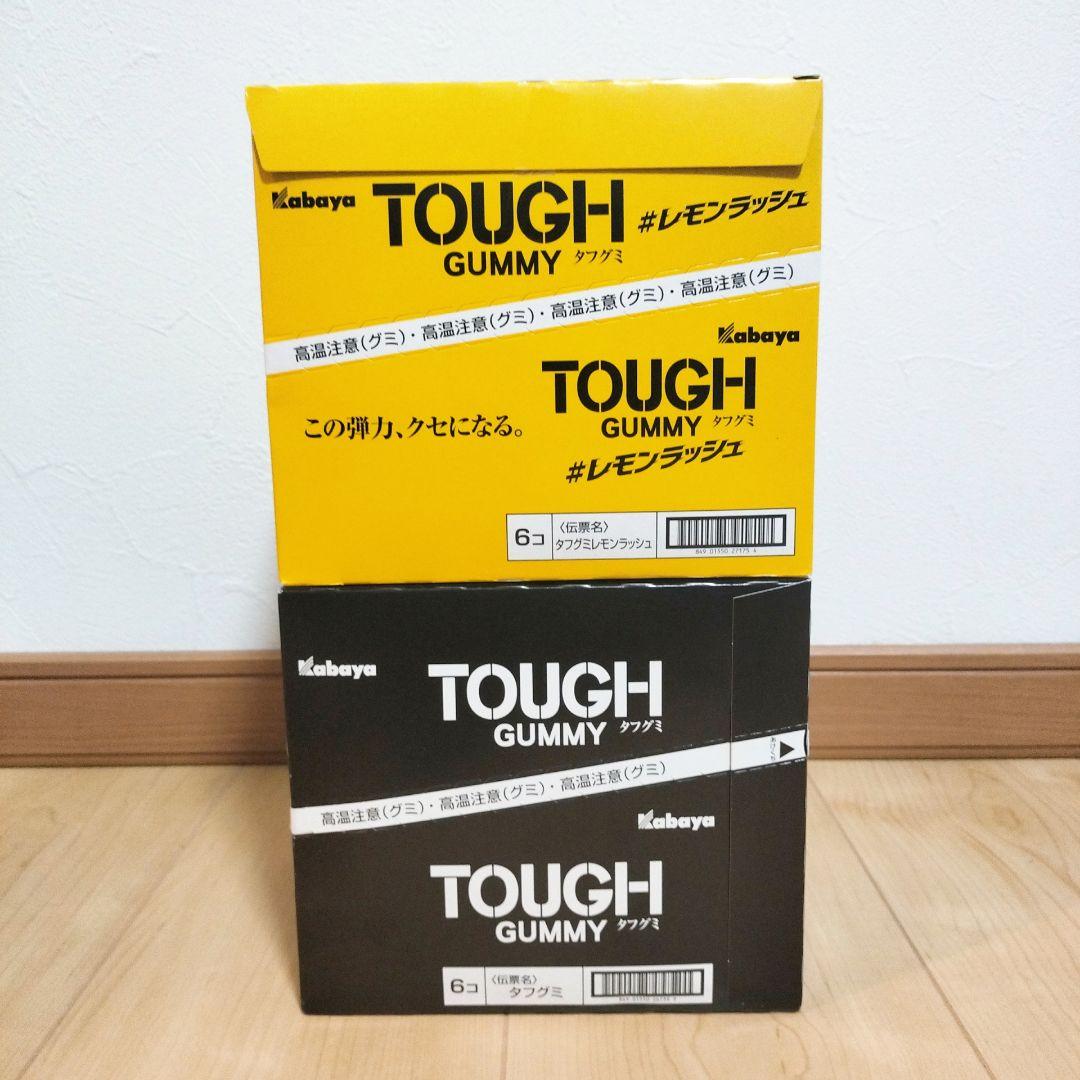 Kabaya
TOUGH
GUMMY タフグミ
#レモンラッシュ
高温注意(グミ)・高温注意(グミ)・高温注意(グミ)・高温注意(グミ)
Kabaya
TOUGH
GUMMY タフグミ
#レモンラッシュ
この弾力、クセになる。
6コ
〈伝票名〉
タフグミレモンラッシュ
849 01550 27175 4
Kabaya
TOUGH
GUMMY タフグミ
高温注意(グミ)・高温注意(グミ)・高温注意(グミ)
Kabaya
TOUGH
GUMMY タフグミ
6コ
〈伝票名〉
タフグミ